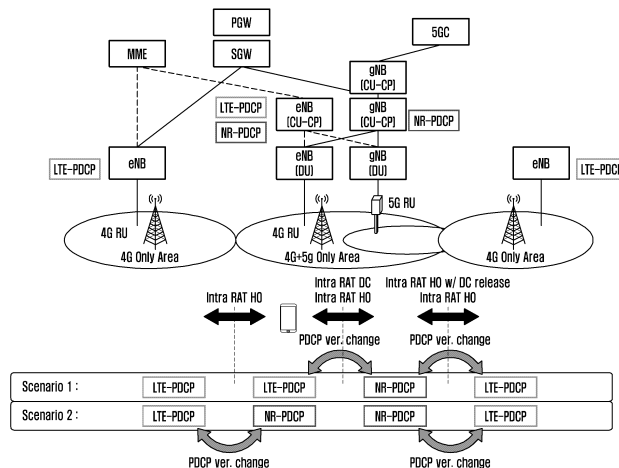 PGW
5GC
MME
SGW
gNB
(CU-CP)
LTE-PDCP
eNB
(CU-CP)
gNB
(CU-CP)
NR-PDCP
NR-PDCP
LTE-PDCP
eNB
eNB
(DU)
gNB
(DU)
eNB
LTE-PDCP
5G RU
4G RU
4G RU
4G Only Area
4G+5g Only Area
4G Only Area
Intra RAT HO
Intra RAT DC
Intra RAT HO
Intra RAT HO w/ DC release
Intra RAT HO
PDCP ver. change
PDCP ver. change
Scenario 1 :
LTE-PDCP
LTE-PDCP
NR-PDCP
LTE-PDCP
Scenario 2 :
LTE-PDCP
NR-PDCP
NR-PDCP
LTE-PDCP
PDCP ver. change
PDCP ver. change